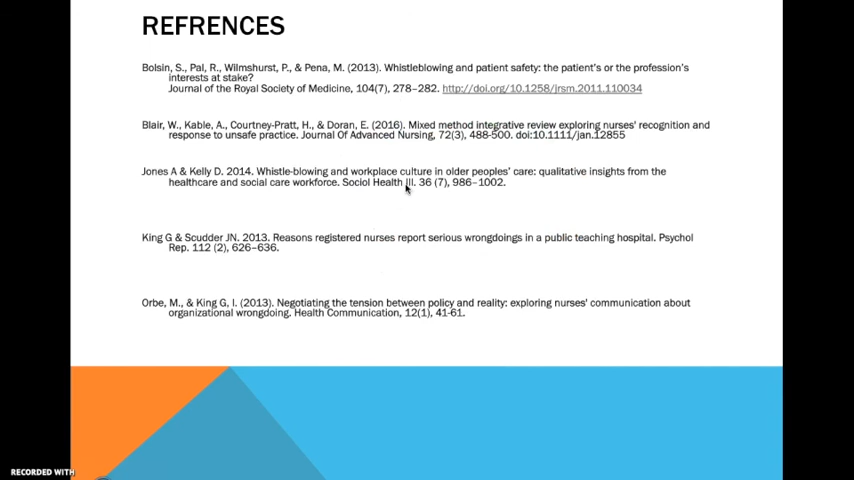 REFRENCES
Bolsin, S., Pal, R., Wilmshurst, P., & Pena, M. (2013). Whistleblowing and patient safety: the patient's or the profession's
interests at stake?
Journal of the Royal Society of Medicine, 104(7), 278–282. http://doi.org/10.1258/jrsm.2011.110034
Blair, W., Kable, A., Courtney-Pratt, H., & Doran, E. (2016). Mixed method integrative review exploring nurses' recognition and
response to unsafe practice. Journal Of Advanced Nursing, 72(3), 488-500. doi:10.1111/jan.12855
Jones A & Kelly D. 2014. Whistle-blowing and workplace culture in older peoples' care: qualitative insights from the
healthcare and social care workforce. Sociol Health Ill. 36 (7), 986–1002.
King G & Scudder JN. 2013. Reasons registered nurses report serious wrongdoings in a public teaching hospital. Psychol
Rep. 112 (2), 626–636.
Orbe, M., & King G, I. (2013). Negotiating the tension between policy and reality: exploring nurses' communication about
organizational wrongdoing. Health Communication, 12(1), 41-61.
RECORDED WITH